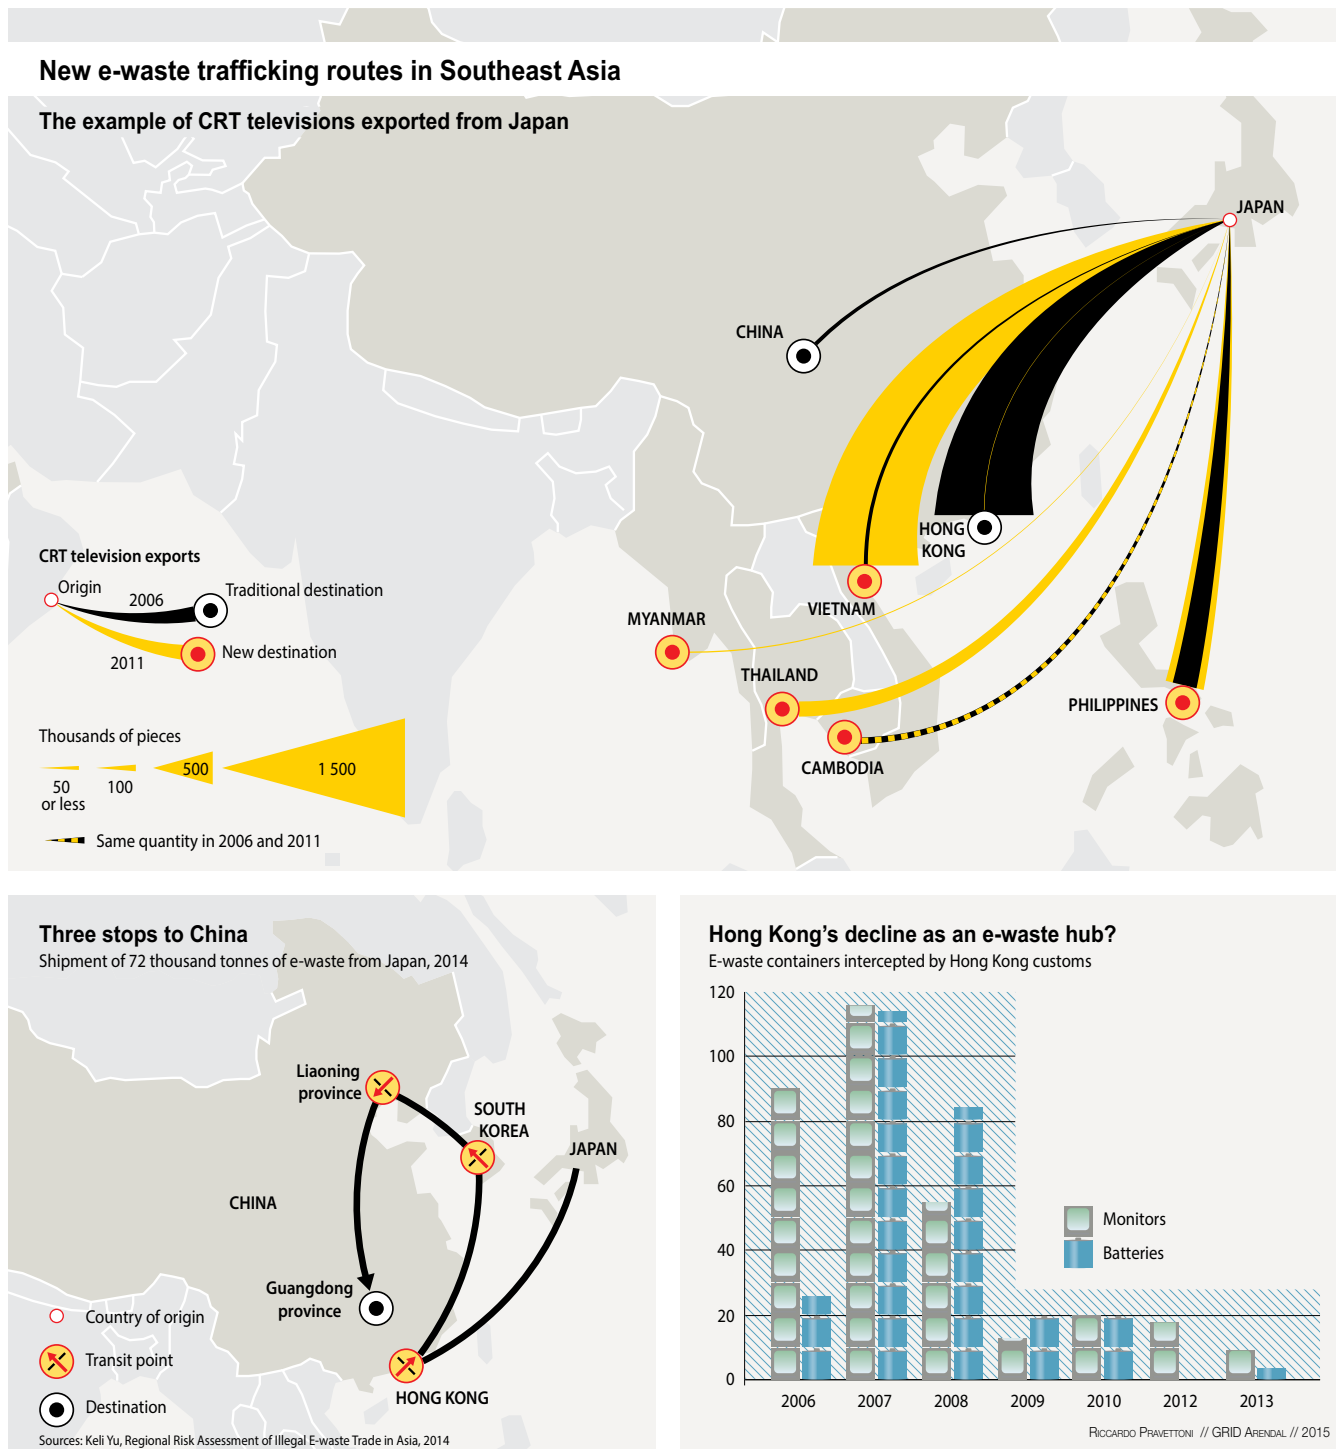 New e-waste trafficking routes in Southeast Asia
The example of CRT televisions exported from Japan
JAPAN
CHINA
HONG
KONG
VIETNAM
MYANMAR
THAILAND
CAMBODIA
PHILIPPINES
CRT television exports
Origin
2006
Traditional destination
2011
New destination
Thousands of pieces
50
or less
100
500
1 500
Same quantity in 2006 and 2011
Three stops to China
Shipment of 72 thousand tonnes of e-waste from Japan, 2014
Liaoning
province
SOUTH
KOREA
JAPAN
CHINA
Guangdong
province
HONG KONG
Country of origin
Transit point
Destination
Sources: Keli Yu, Regional Risk Assessment of Illegal E-waste Trade in Asia, 2014
Hong Kong’s decline as an e-waste hub?
E-waste containers intercepted by Hong Kong customs
120
100
80
60
40
20
0
Monitors
Batteries
2006 2007 2008 2009 2010 2012 2013
Riccardo Pravettoni // GRID Arendal // 2015